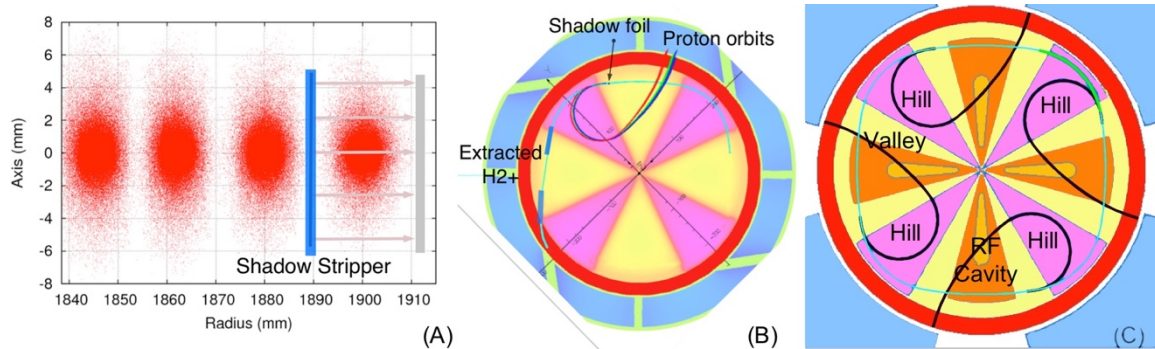 8
6
4
2
0
-2
-4
-6
-8
Axis (mm)
1840 1850 1860 1870 1880 1890 1900 1910
Radius (mm)
Shadow Stripper
(A)
Shadow foil
Proton orbits
Extracted
H2+
(B)
Hill
Hill
Valley
Hill
Hill
RF
Cavity
(C)